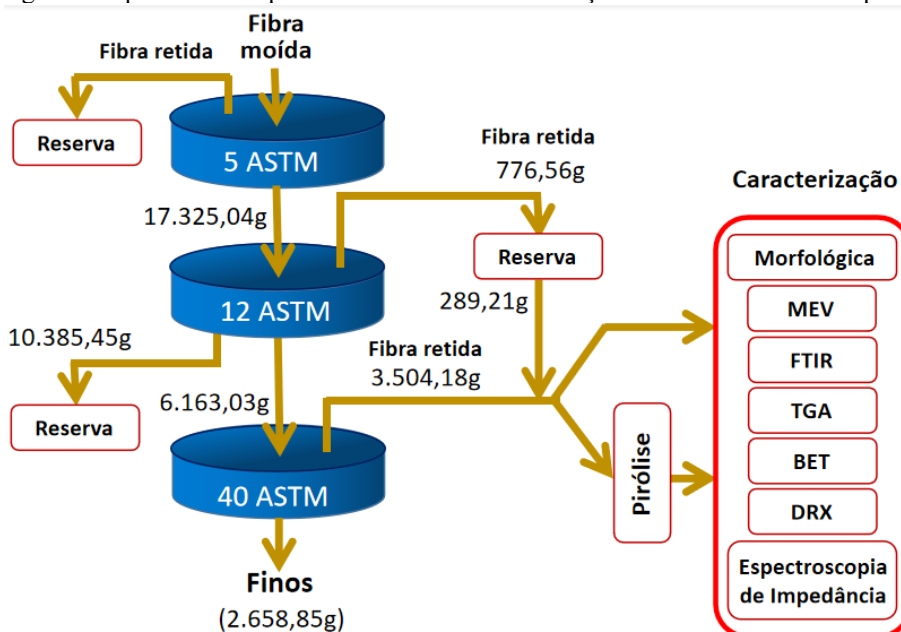 Fibra moída
Fibra retida
Reserva
5 ASTM
Fibra retida
776,56g
17.325,04g
Reserva
12 ASTM
289,21g
10.385,45g
Reserva
6.163,03g
Fibra retida
3.504,18g
40 ASTM
Pirólise
Finos
(2.658,85g)
Caracterização
Morfológica
MEV
FTIR
TGA
BET
DRX
Espectroscopia
de Impedância